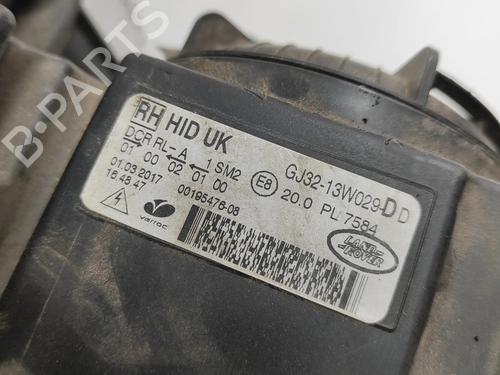 RH HID UK
DCR RL-A 1 SM2
01 00 02 01 00
01.03.2017
16:48:47
00195476-08
GJ32-13W029-DD
E8 20.0 PL 7584
varroc
LAND
ROVER
B-PARTS